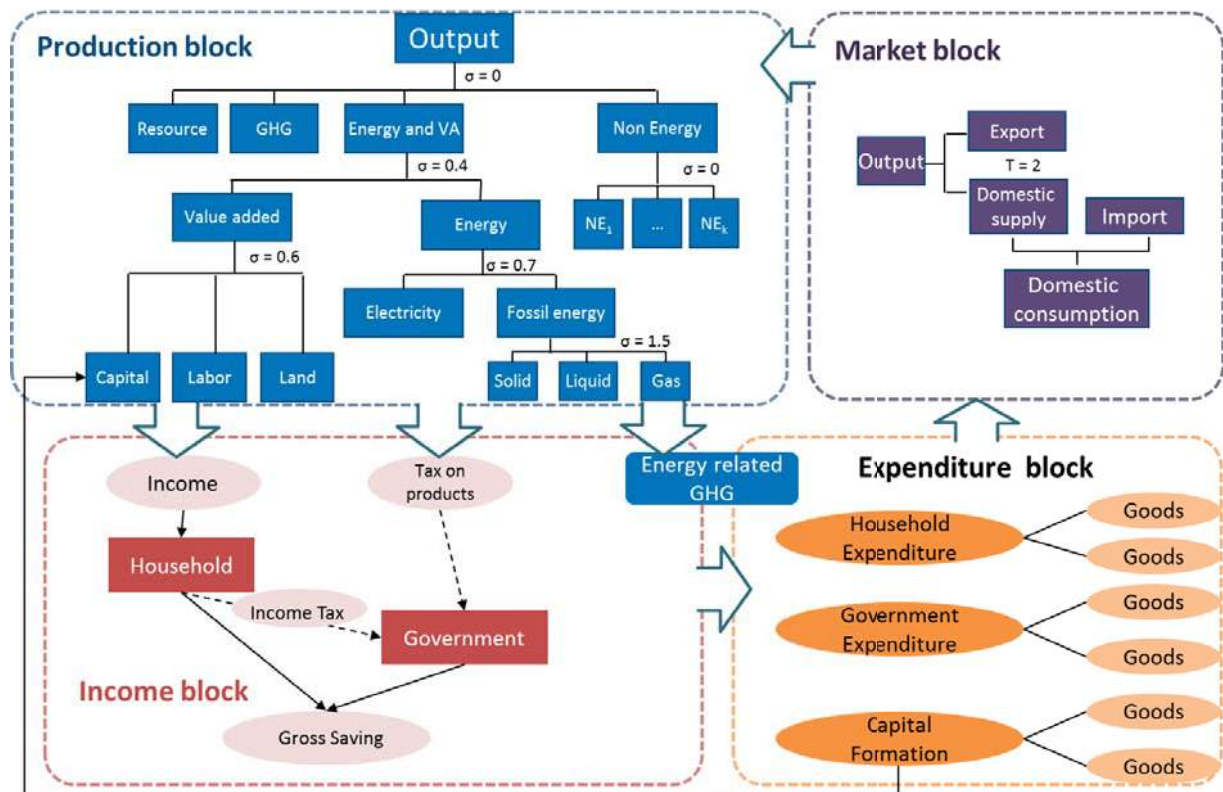 Production block
Output
σ = 0
Resource
GHG
Energy and VA
Non Energy
σ = 0.4
σ = 0
Value added
Energy
NE1
...
NEk
σ = 0.6
σ = 0.7
Electricity
Fossil energy
σ = 1.5
Capital
Labor
Land
Solid
Liquid
Gas
Market block
Output
Export
T = 2
Domestic
supply
Import
Domestic
consumption
Income
Tax on
products
Energy related
GHG
Household
Income Tax
Government
Income block
Gross Saving
Expenditure block
Household
Expenditure
Goods
Goods
Government
Expenditure
Goods
Goods
Capital
Formation
Goods
Goods